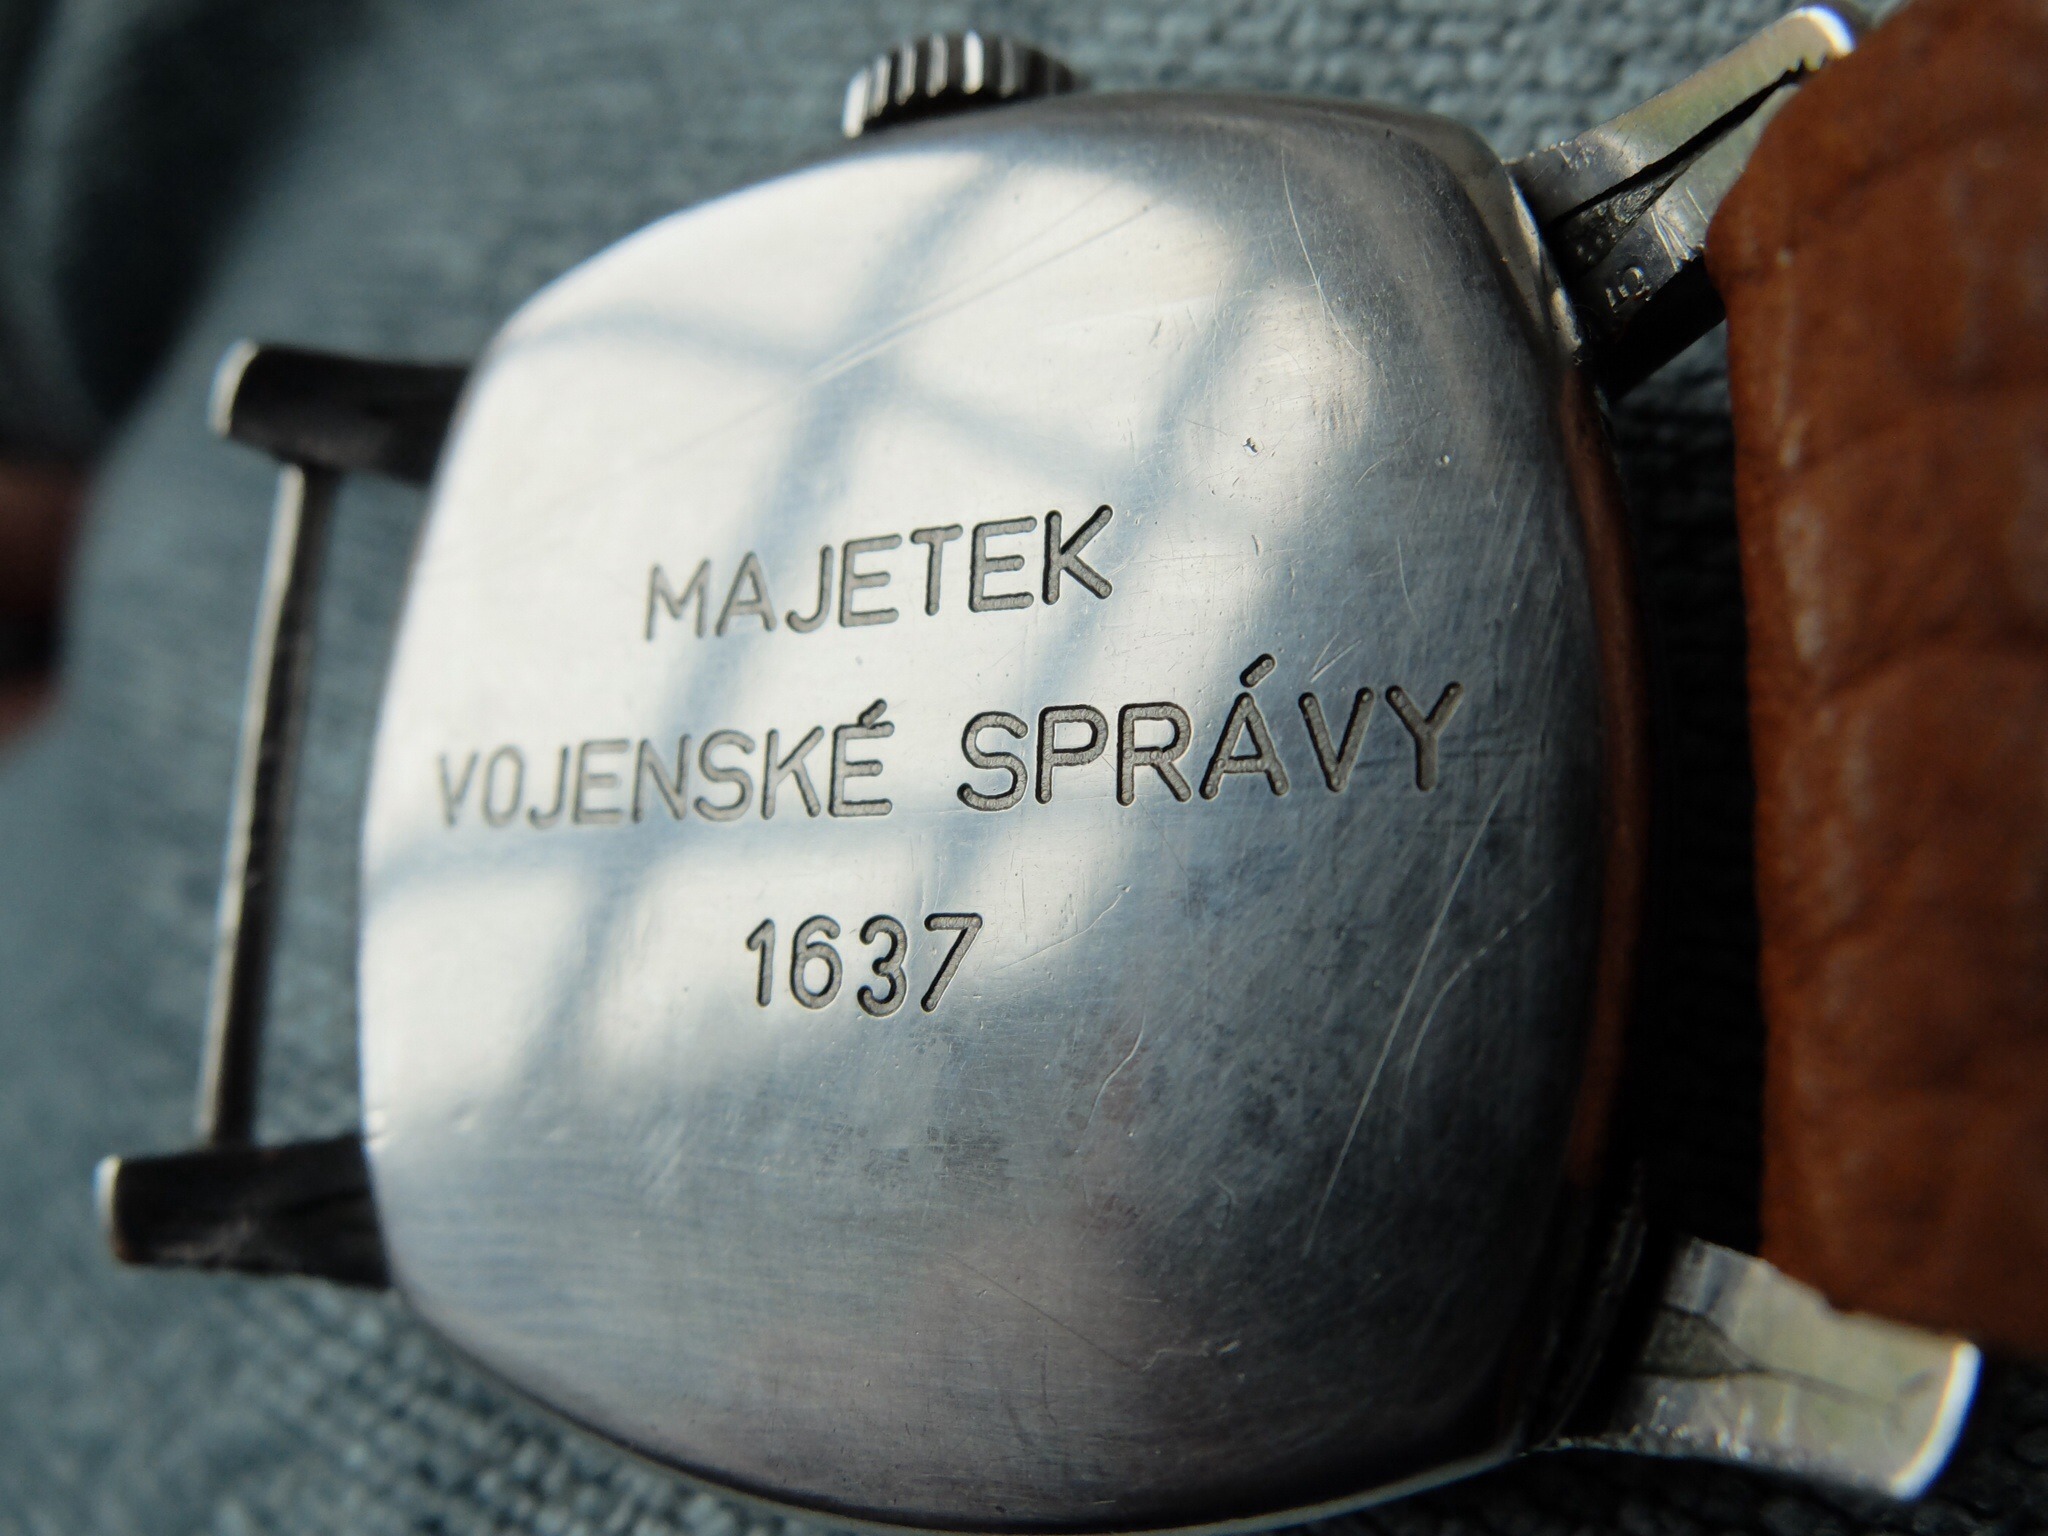 MAJETEK
VOJENSKÉ SPRÁVY
1637